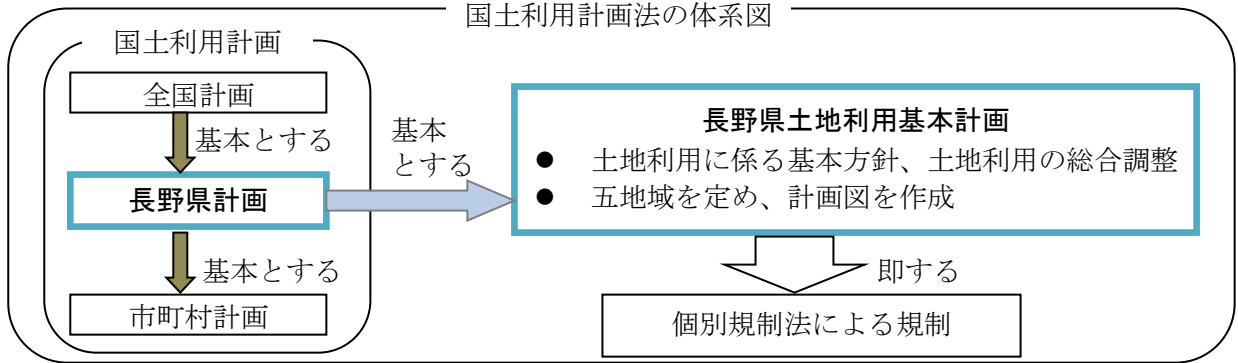 国土利用計画法の体系図
国土利用計画
全国計画
基本とする
長野県計画
基本とする
市町村計画
基本
とする
長野県土地利用基本計画
● 土地利用に係る基本方針、土地利用の総合調整
● 五地域を定め、計画図を作成
即する
個別規制法による規制